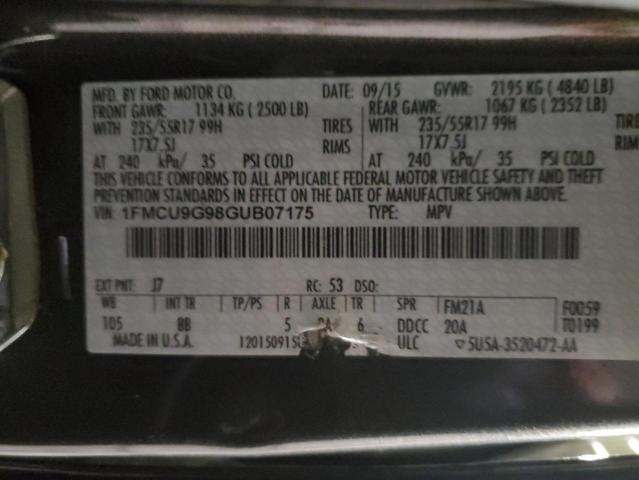 MFD. BY FORD MOTOR CO. DATE: 09/15 GVWR: 2195 KG ( 4840 LB)
FRONT GAWR: 1134 KG ( 2500 LB) REAR GAWR: 1067 KG ( 2352 LB)
WITH 235/55R17 99H TIRES WITH 235/55R17 99H TIRE
17X7.5J RIMS 17X7.5J RIM
AT 240 kPa/ 35 PSI COLD AT 240 kPa/ 35 PSI COLD
THIS VEHICLE CONFORMS TO ALL APPLICABLE FEDERAL MOTOR VEHICLE SAFETY AND THEFT
PREVENTION STANDARDS IN EFFECT ON THE DATE OF MANUFACTURE SHOWN ABOVE.
VIN: 1FMCU9G98GUB07175 TYPE: MPV
EXT PNT: J7 RC: 53 DSO:
WB INT TR TP/PS R AXLE TR SPR FM21A F0059
105 BB 5 6 DDCC 20A T0199
MADE IN U.S.A. 12015091 ULC ▽5U5A-3520472-AA